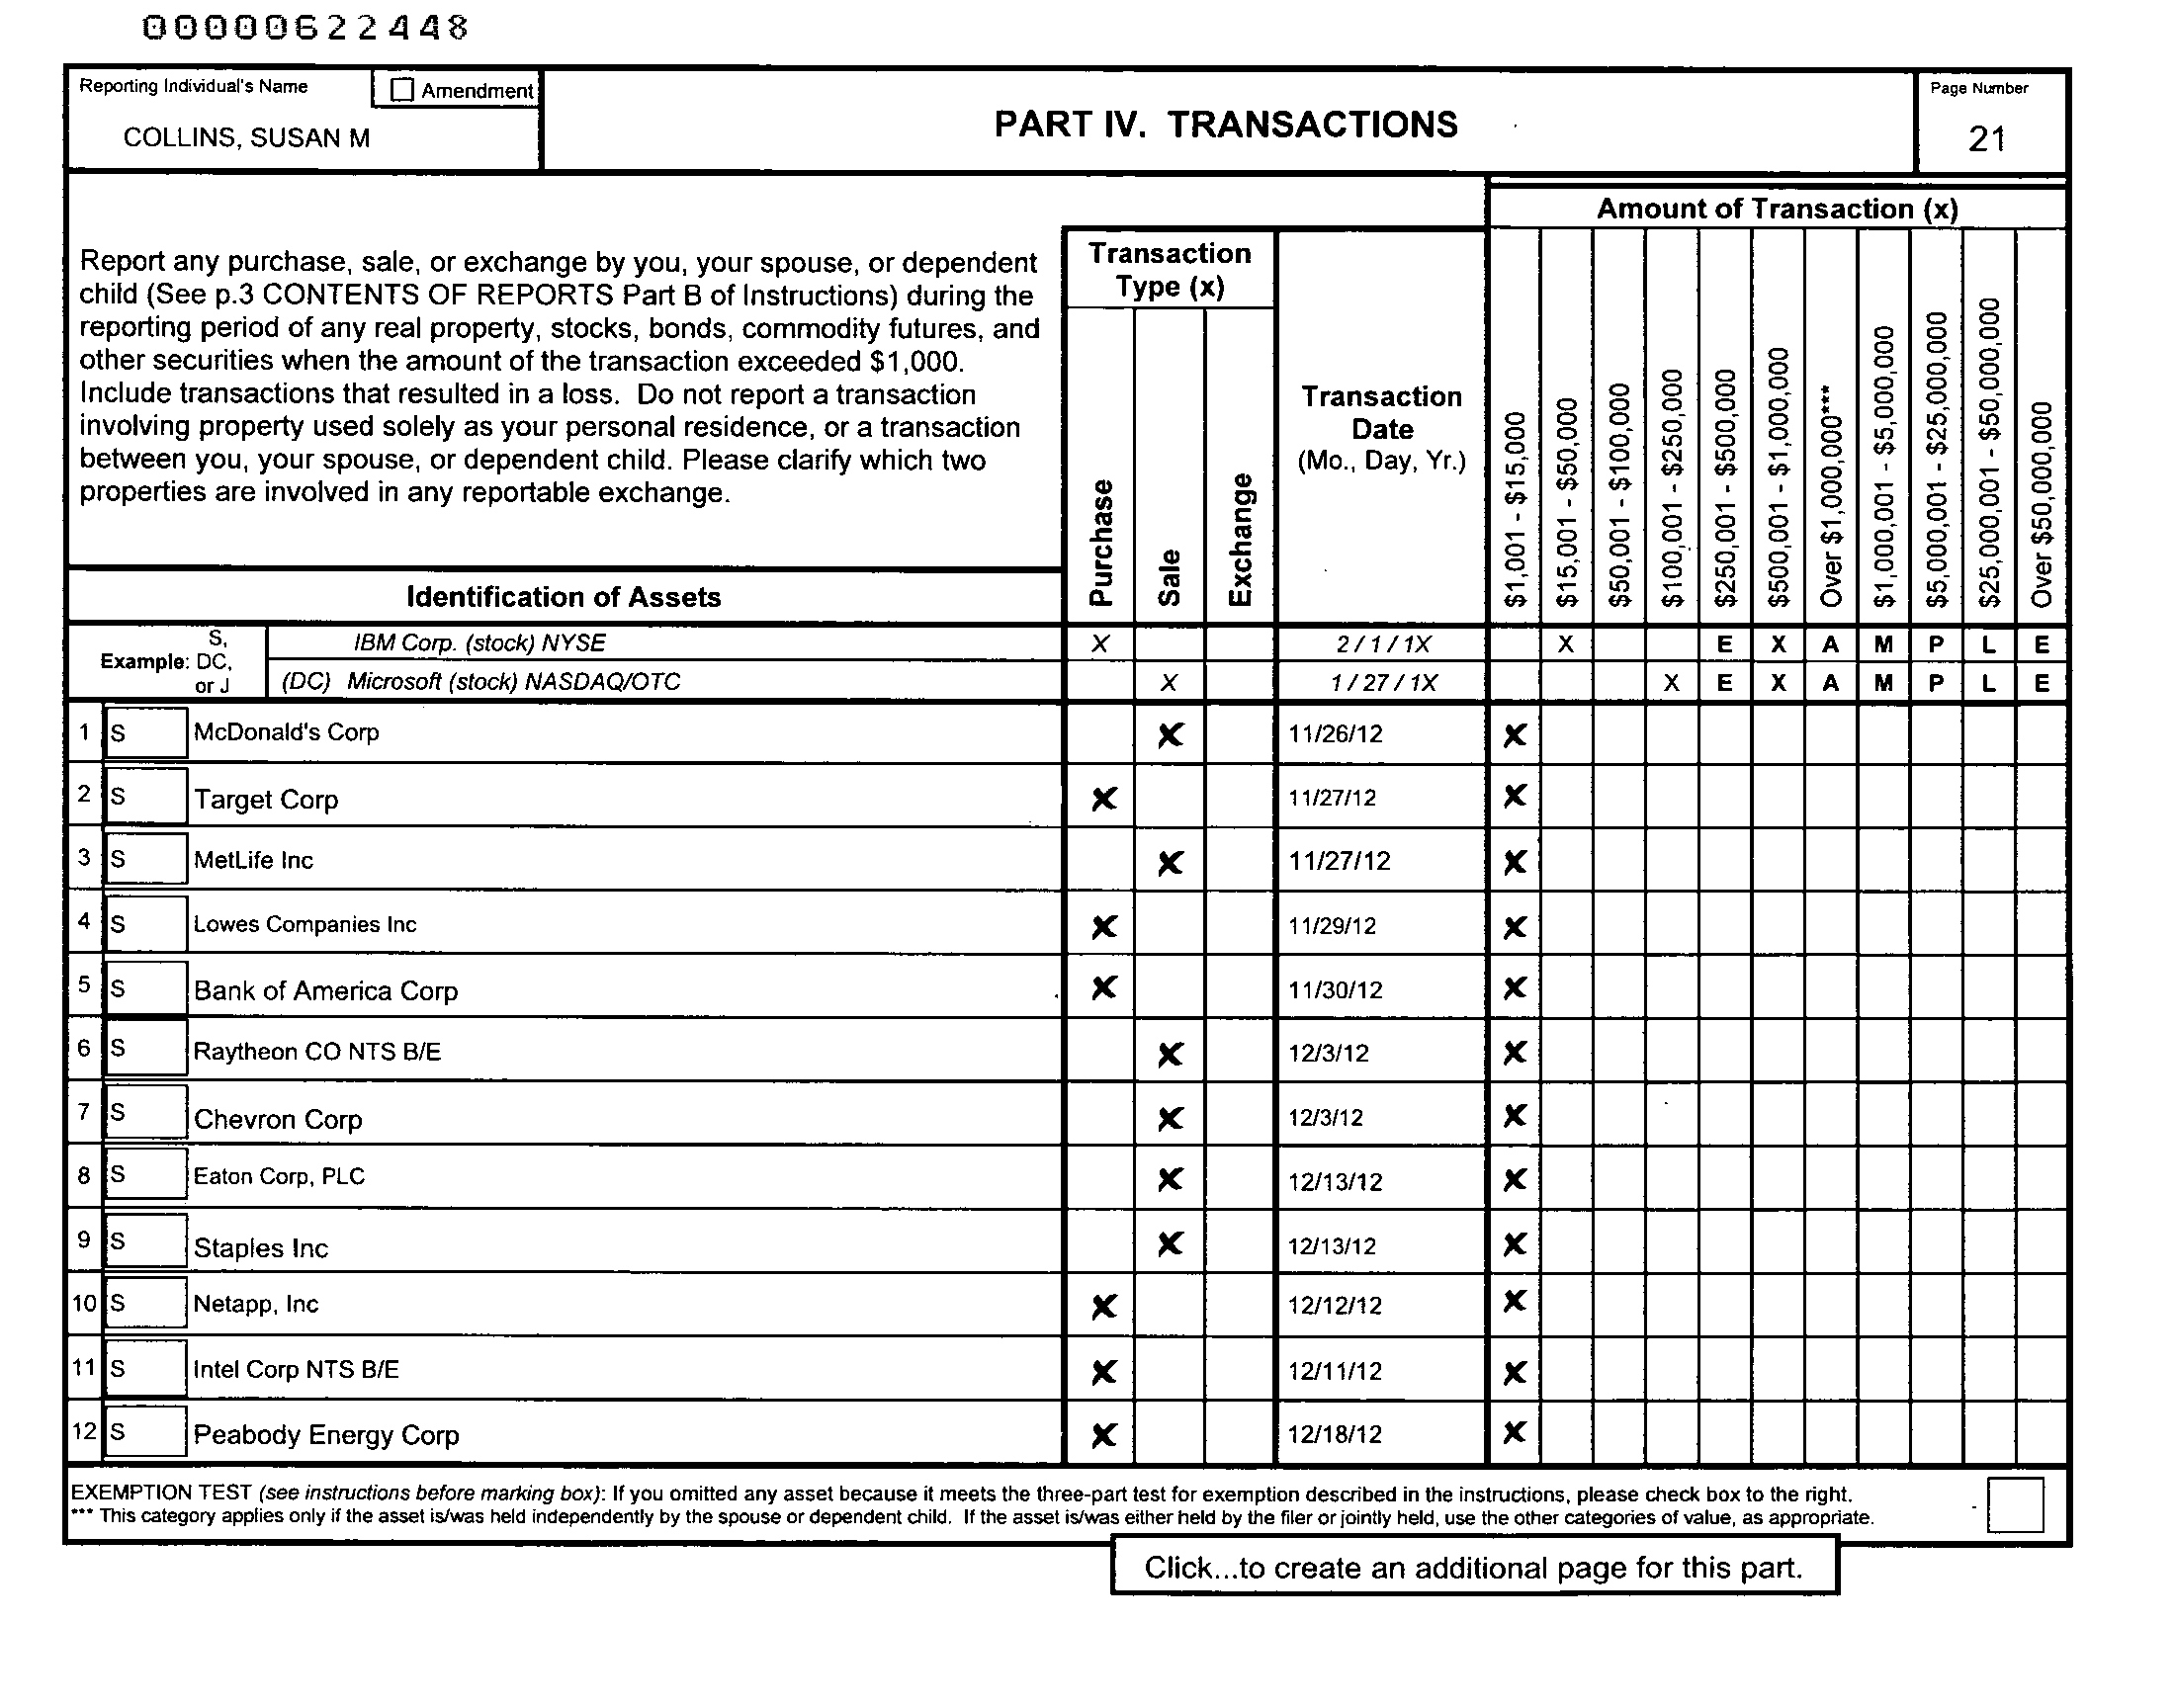 00000622448
Reporting Individual's Name
Amendment
COLLINS, SUSAN M
PART IV. TRANSACTIONS
Page Number
21
Report any purchase, sale, or exchange by you, your spouse, or dependent
child (See p.3 CONTENTS OF REPORTS Part B of Instructions) during the
reporting period of any real property, stocks, bonds, commodity futures, and
other securities when the amount of the transaction exceeded $1,000.
Include transactions that resulted in a loss. Do not report a transaction
involving property used solely as your personal residence, or a transaction
between you, your spouse, or dependent child. Please clarify which two
properties are involved in any reportable exchange.
Identification of Assets
Transaction
Type (x)
Purchase
Sale
Exchange
Transaction
Date
(Mo., Day, Yr.)
Amount of Transaction (x)
$1,001 - $15,000
$15,001 - $50,000
$50,001 - $100,000
$100,001 - $250,000
$250,001 - $500,000
$500,001 - $1,000,000
Over $1,000,000***
$1,000,001 - $5,000,000
$5,000,001 - $25,000,000
$25,000,001 - $50,000,000
Over $50,000,000
Example: S, DC, or J
IBM Corp. (stock) NYSE X 2 / 1 / 1X X E X A M P L E
(DC) Microsoft (stock) NASDAQ/OTC X 1 / 27 / 1X X E X A M P L E
1 S McDonald's Corp X 11/26/12 X
2 S Target Corp X 11/27/12 X
3 S MetLife Inc X 11/27/12 X
4 S Lowes Companies Inc X 11/29/12 X
5 S Bank of America Corp X 11/30/12 X
6 S Raytheon CO NTS B/E X 12/3/12 X
7 S Chevron Corp X 12/3/12 X
8 S Eaton Corp, PLC X 12/13/12 X
9 S Staples Inc X 12/13/12 X
10 S Netapp, Inc X 12/12/12 X
11 S Intel Corp NTS B/E X 12/11/12 X
12 S Peabody Energy Corp X 12/18/12 X
EXEMPTION TEST (see instructions before marking box): If you omitted any asset because it meets the three-part test for exemption described in the instructions, please check box to the right.
*** This category applies only if the asset is/was held independently by the spouse or dependent child. If the asset is/was either held by the filer or jointly held, use the other categories of value, as appropriate.
Click...to create an additional page for this part.